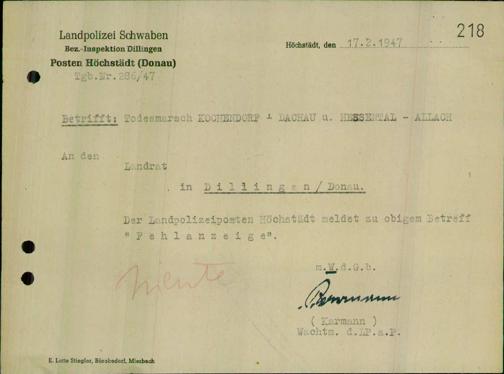 218
Landpolizei Schwaben
Bez.-Inspektion Dillingen
Posten Höchstädt (Donau)
Tgb.Nr.286/47
Höchstädt, den 17.2.1947
Betrifft: Todesmarsch KOCHENDORF - DACHAU u. HESSENTAL - ALLACH
An den
Landrat
in Dillingen/Donau.
Der Landpolizeiposten Höchstädt meldet zu obigem Betreff
"Fehlanzeige".
niente
m.W.d.G.b.
( Karmann )
Wachtm. d.LP.a.P.
E. Lotte Stiegler, Bürobedarf, Miesbach